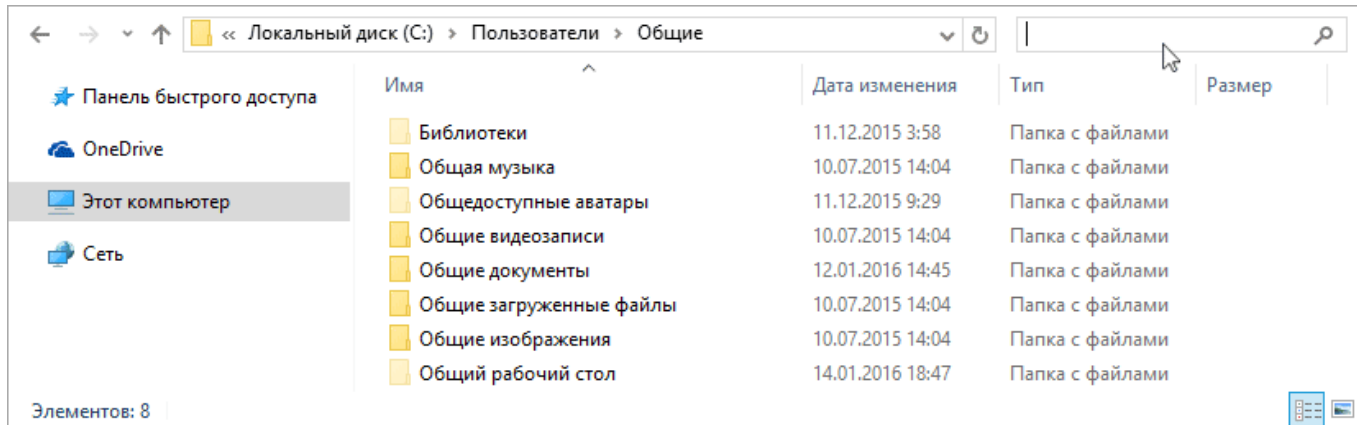 « Локальный диск (C:) › Пользователи › Общие
Имя Дата изменения Тип Размер
Панель быстрого доступа
OneDrive
Этот компьютер
Сеть
Библиотеки 11.12.2015 3:58 Папка с файлами
Общая музыка 10.07.2015 14:04 Папка с файлами
Общедоступные аватары 11.12.2015 9:29 Папка с файлами
Общие видеозаписи 10.07.2015 14:04 Папка с файлами
Общие документы 12.01.2016 14:45 Папка с файлами
Общие загруженные файлы 10.07.2015 14:04 Папка с файлами
Общие изображения 10.07.2015 14:04 Папка с файлами
Общий рабочий стол 14.01.2016 18:47 Папка с файлами
Элементов: 8